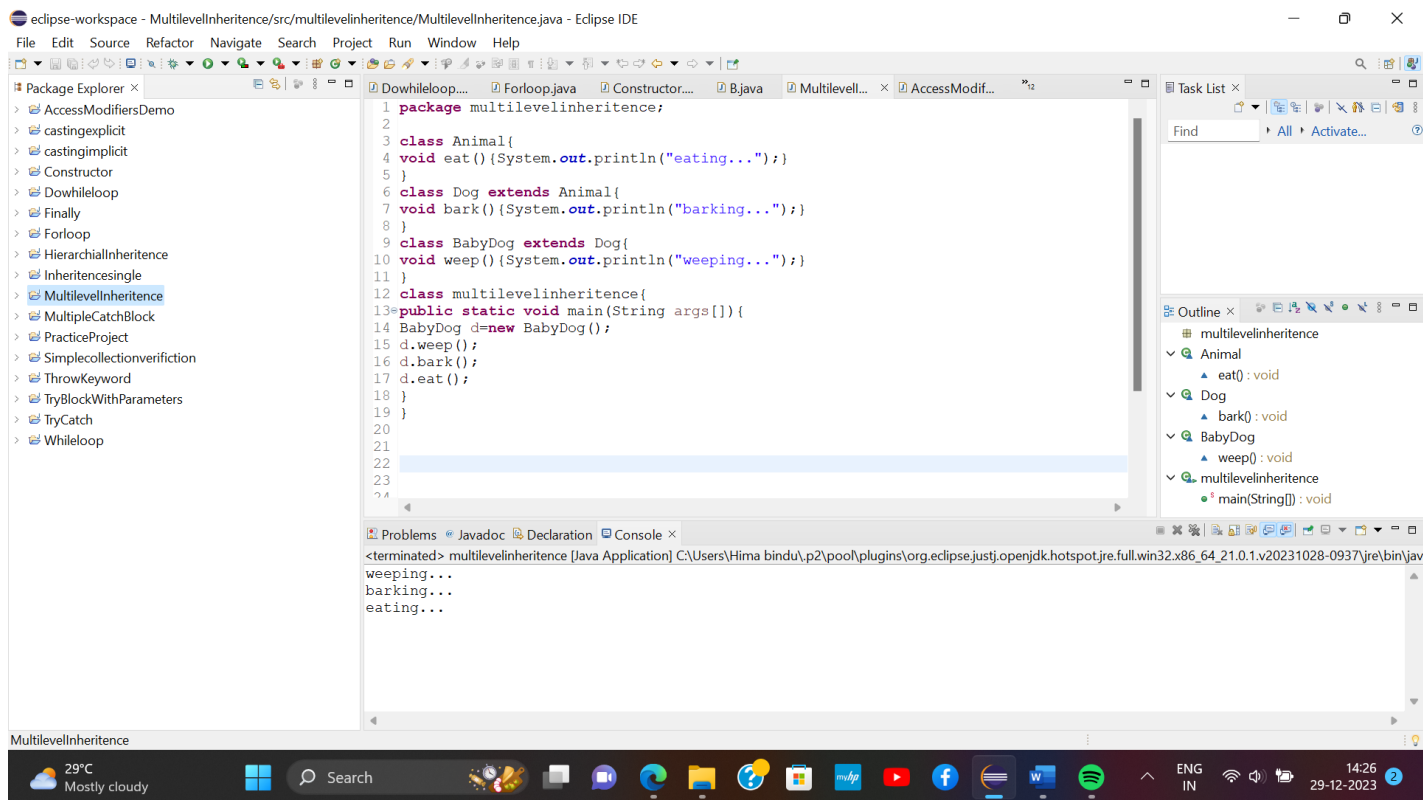 eclipse-workspace - MultilevelInheritence/src/multilevelinheritence/MultilevelInheritence.java - Eclipse IDE
File Edit Source Refactor Navigate Search Project Run Window Help
Package Explorer
AccessModifiersDemo
castingexplicit
castingimplicit
Constructor
Dowhileloop
Finally
Forloop
HierarchialInheritence
Inheritencesingle
MultilevelInheritence
MultipleCatchBlock
PracticeProject
Simplecollectionverifiction
ThrowKeyword
TryBlockWithParameters
TryCatch
Whileloop
Dowhileloop.... Forloop.java Constructor.... B.java Multilevell... AccessModif... »12
1 package multilevelinheritence;
2
3 class Animal{
4 void eat(){System.out.println("eating...");}
5 }
6 class Dog extends Animal{
7 void bark(){System.out.println("barking...");}
8 }
9 class BabyDog extends Dog{
10 void weep(){System.out.println("weeping...");}
11 }
12 class multilevelinheritence{
13 public static void main(String args[]){
14 BabyDog d=new BabyDog();
15 d.weep();
16 d.bark();
17 d.eat();
18 }
19 }
20
21
22
23
24
Task List
Find All Activate...
Outline
multilevelinheritence
Animal
eat() : void
Dog
bark() : void
BabyDog
weep() : void
multilevelinheritence
main(String[]) : void
Problems Javadoc Declaration Console
<terminated> multilevelinheritence [Java Application] C:\Users\Hima bindu\.p2\pool\plugins\org.eclipse.justj.openjdk.hotspot.jre.full.win32.x86_64_21.0.1.v20231028-0937\jre\bin\jav
weeping...
barking...
eating...
MultilevelInheritence
29°C
Mostly cloudy
Search
myhp
W
ENG
IN
14:26
29-12-2023
2